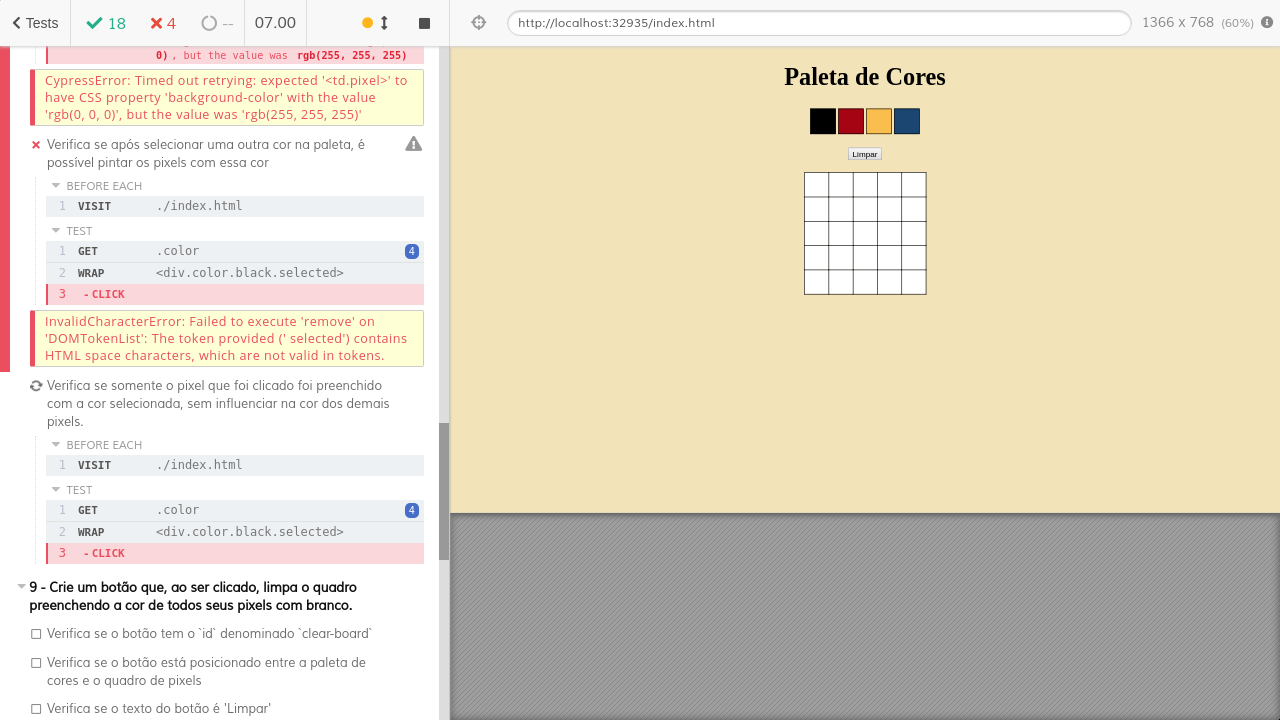 Tests
18
4
--
07.00
http://localhost:32935/index.html
1366 x 768 (60%)
0), but the value was rgb(255, 255, 255)
CypressError: Timed out retrying: expected '<td.pixel>' to
have CSS property 'background-color' with the value
'rgb(0, 0, 0)', but the value was 'rgb(255, 255, 255)'
Verifica se após selecionar uma outra cor na paleta, é
possível pintar os pixels com essa cor
BEFORE EACH
1 VISIT ./index.html
TEST
1 GET .color 4
2 WRAP <div.color.black.selected>
3 -CLICK
InvalidCharacterError: Failed to execute 'remove' on
'DOMTokenList': The token provided (' selected') contains
HTML space characters, which are not valid in tokens.
Verifica se somente o pixel que foi clicado foi preenchido
com a cor selecionada, sem influenciar na cor dos demais
pixels.
BEFORE EACH
1 VISIT ./index.html
TEST
1 GET .color 4
2 WRAP <div.color.black.selected>
3 -CLICK
9 - Crie um botão que, ao ser clicado, limpa o quadro
preenchendo a cor de todos seus pixels com branco.
Verifica se o botão tem o `id` denominado `clear-board`
Verifica se o botão está posicionado entre a paleta de
cores e o quadro de pixels
Verifica se o texto do botão é 'Limpar'
Paleta de Cores
Limpar